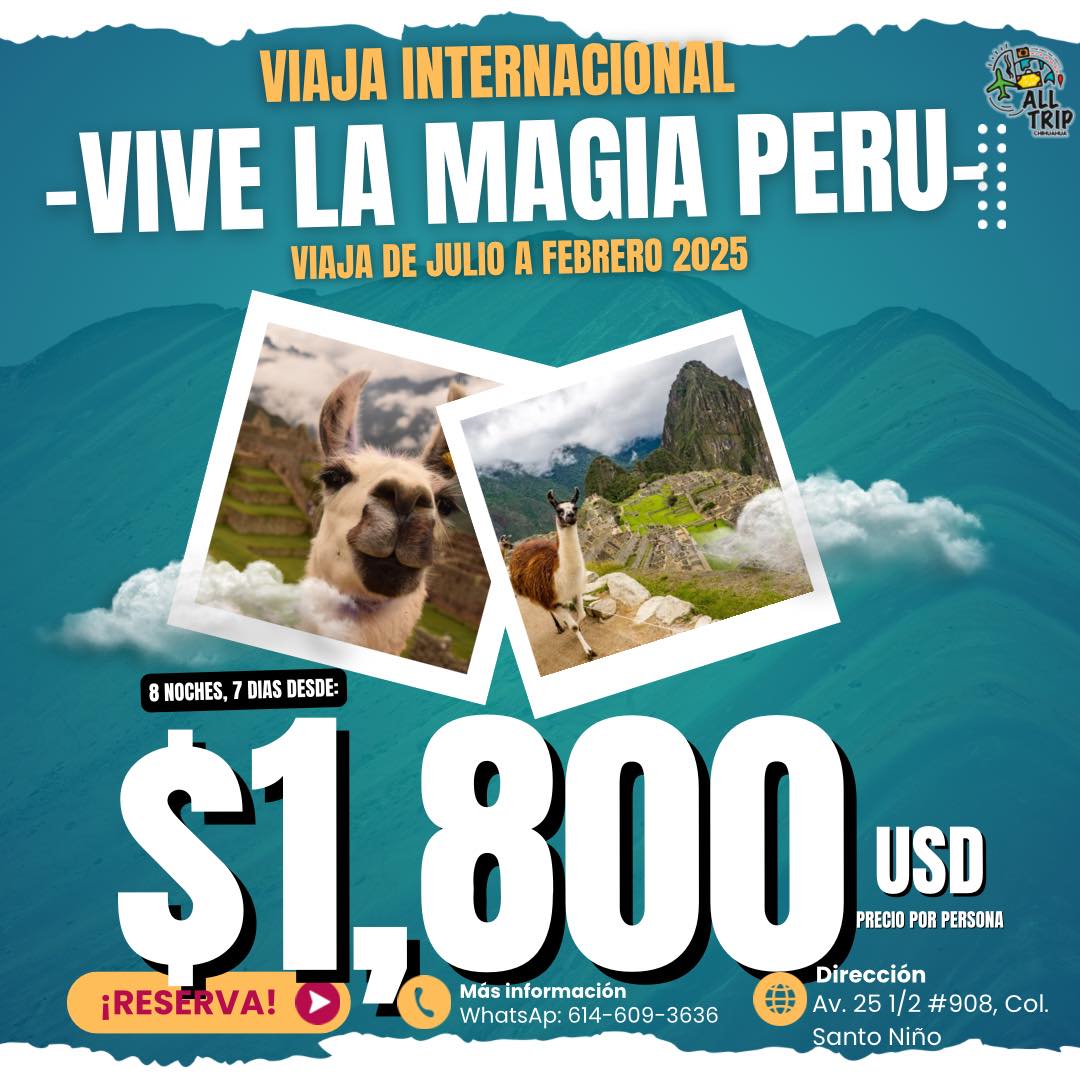 VIAJA INTERNACIONAL
ALL
TRIP
CHIHUAHUA
-VIVE LA MAGIA PERU-
VIAJA DE JULIO A FEBRERO 2025
8 NOCHES, 7 DIAS DESDE:
$1,800
USD
PRECIO POR PERSONA
¡RESERVA!
Más información
WhatsAp: 614-609-3636
Dirección
Av. 25 1/2 #908, Col.
Santo Niño